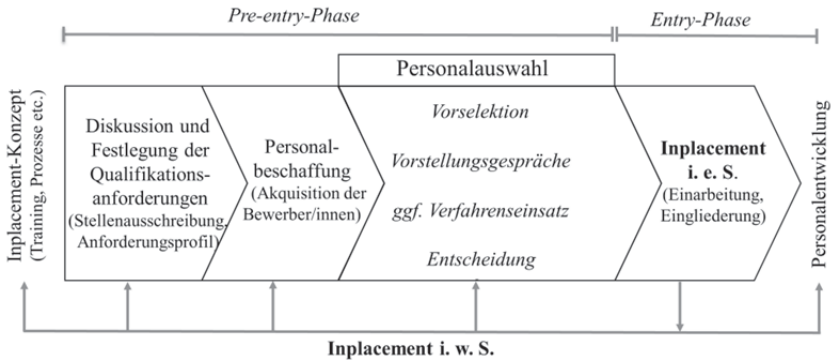 Pre-entry-Phase
Entry-Phase
Inplacement-Konzept
(Training, Prozesse etc.)
Diskussion und
Festlegung der
Qualifikations-
anforderungen
(Stellenausschreibung,
Anforderungsprofil)
Personal-
beschaffung
(Akquisition der
Bewerber/innen)
Personalauswahl
Vorselektion
Vorstellungsgespräche
ggf. Verfahrenseinsatz
Entscheidung
Inplacement
i. e. S.
(Einarbeitung,
Eingliederung)
Personalentwicklung
Inplacement i. w. S.